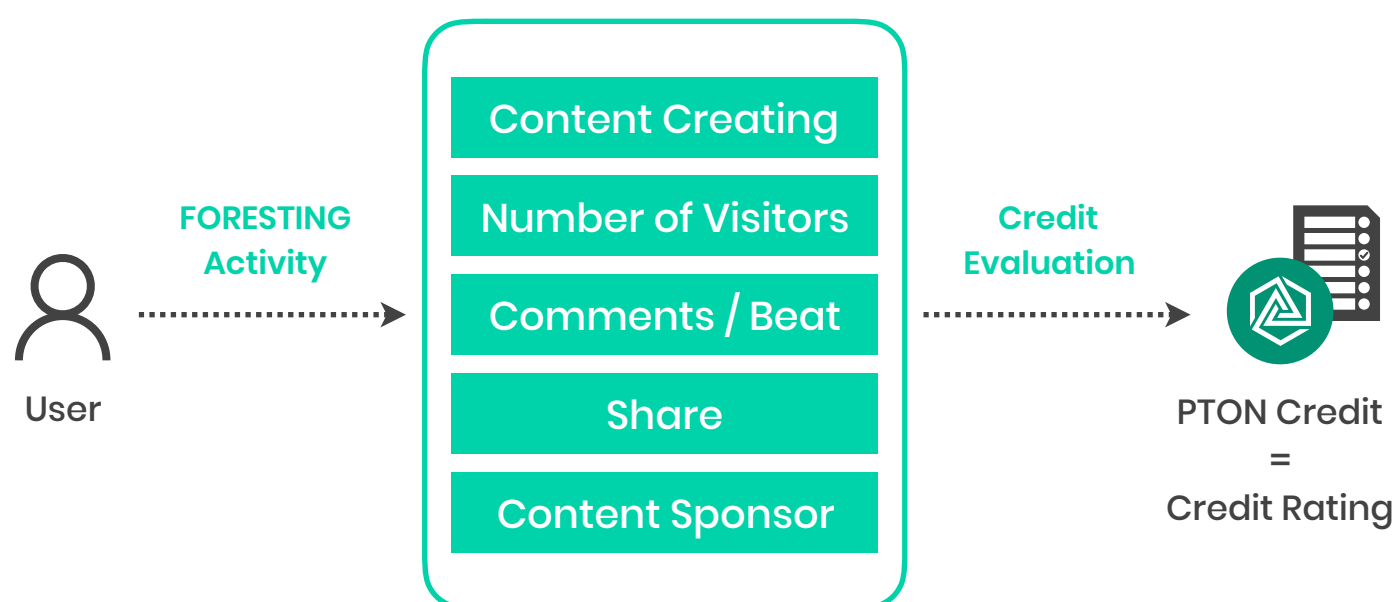 User
FORESTING
Activity
Content Creating
Number of Visitors
Comments / Beat
Share
Content Sponsor
Credit
Evaluation
PTON Credit
=
Credit Rating